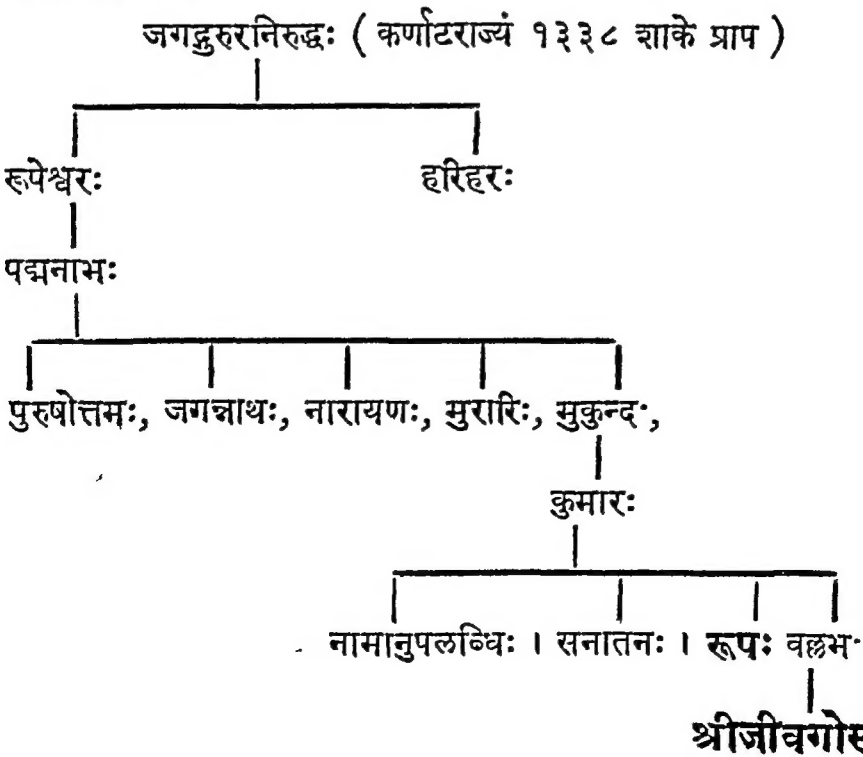 जगद्गुरुरनिरुद्धः ( कर्णाटराज्यं १३३८ शाके प्राप )
रूपेश्वरः हरिहरः
पद्मनाभः
पुरुषोत्तमः, जगन्नाथः, नारायणः, मुरारिः, मुकुन्दः,
कुमारः
नामानुपलब्धिः । सनातनः । रूपः वल्लभः